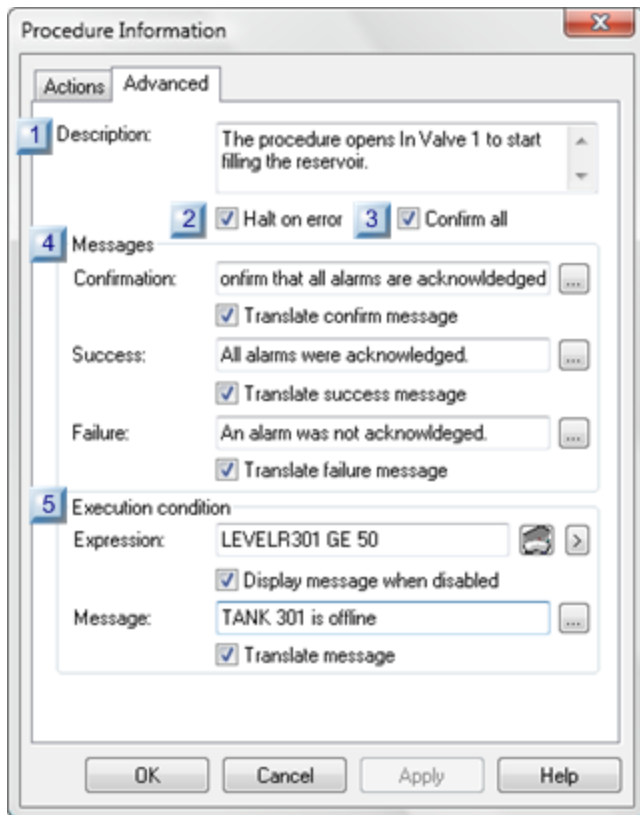 Procedure Information
Actions
Advanced
1
Description:
The procedure opens In Valve 1 to start
filling the reservoir.
2
Halt on error
3
Confirm all
4
Messages
Confirmation:
onfirm that all alarms are acknowldedged
...
Translate confirm message
Success:
All alarms were acknowledged.
...
Translate success message
Failure:
An alarm was not acknowldeged.
...
Translate failure message
5
Execution condition
Expression:
LEVELR301 GE 50
>
Display message when disabled
Message:
TANK 301 is offline
...
Translate message
OK
Cancel
Apply
Help